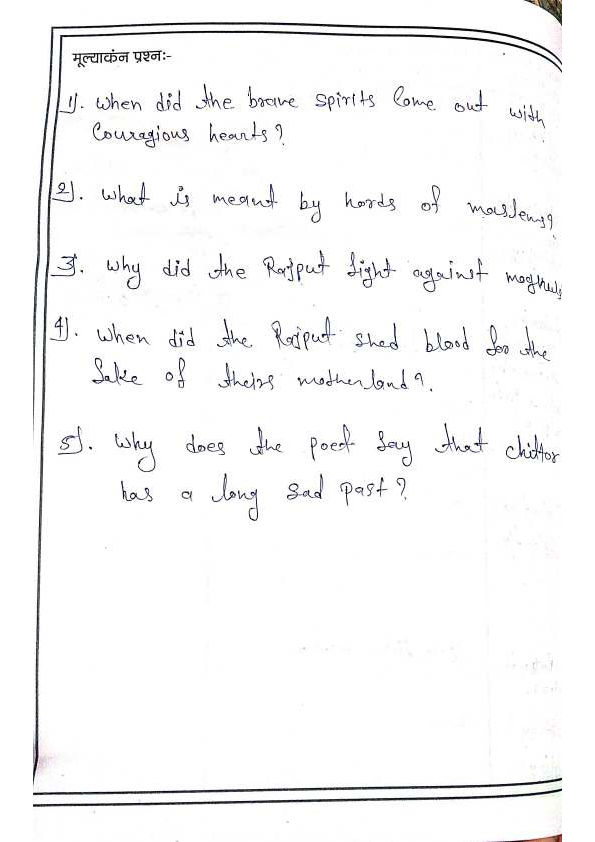 मूल्याकंन प्रश्न:-
1). When did the brave spirits Come out with
Couragious hearts?
2). What is meant by hords of moslems?
3. Why did the Rajput fight against moghuls
4). When did the Rajput shed blood for the
Sake of theirs motherland?.
5). Why does the poet Say that chittor
has a long sad past?